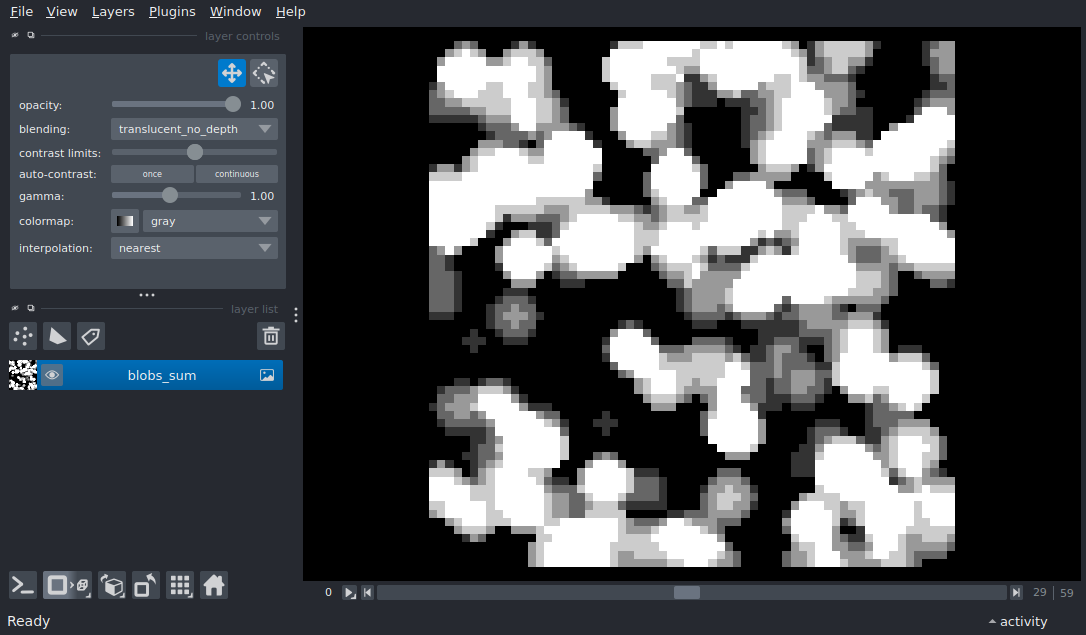 File View Layers Plugins Window Help
layer controls
opacity: 1.00
blending: translucent_no_depth
contrast limits:
auto-contrast: once continuous
gamma: 1.00
colormap: gray
interpolation: nearest
layer list
blobs_sum
0 29 59
Ready activity